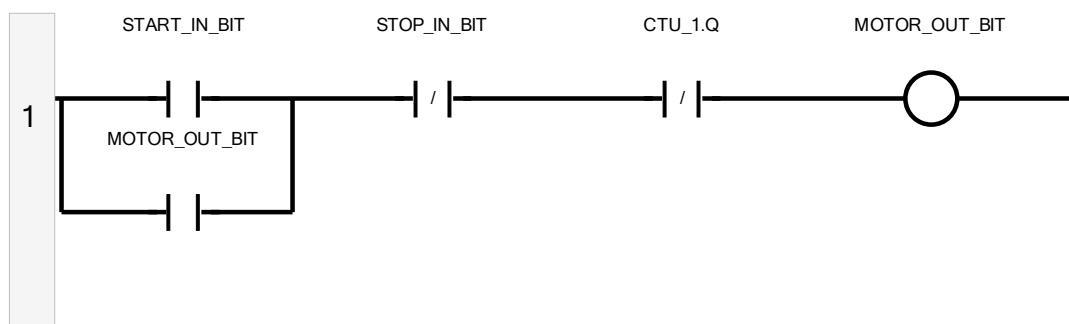 START_IN_BIT STOP_IN_BIT CTU_1.Q MOTOR_OUT_BIT
1 / /
MOTOR_OUT_BIT